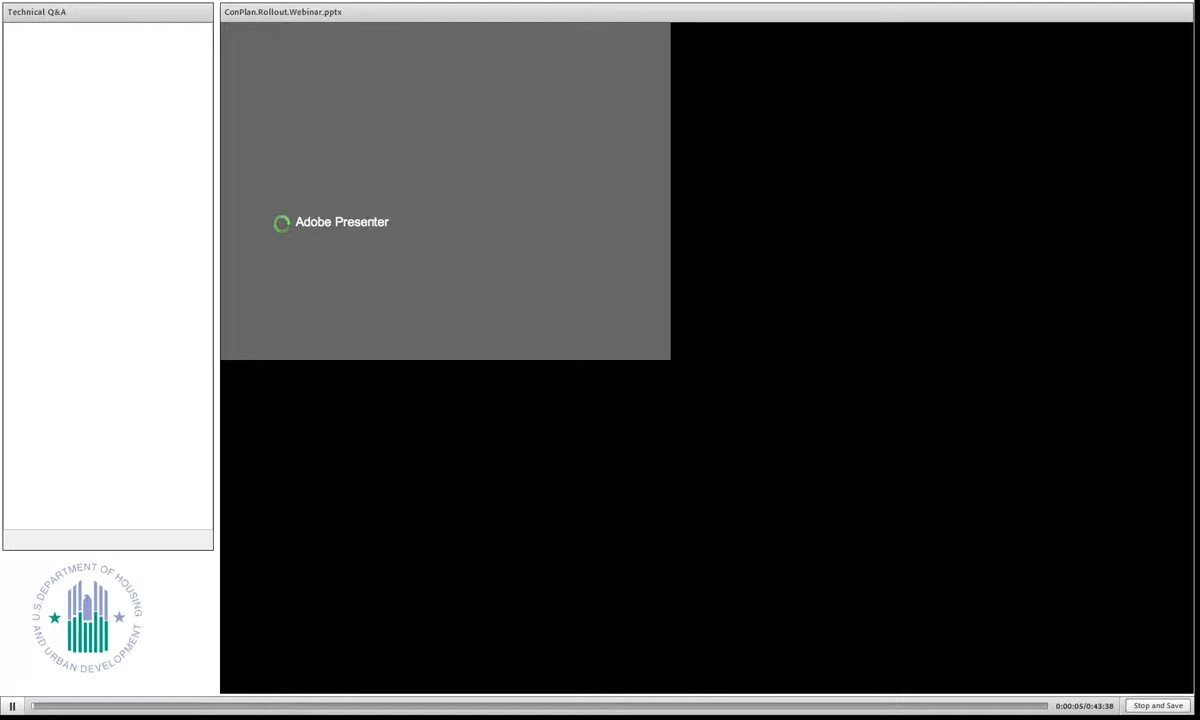 Technical Q&A
ConPlan.Rollout.Webinar.pptx
Adobe Presenter
U.S. DEPARTMENT OF HOUSING
AND URBAN DEVELOPMENT
0:00:05/0:43:38
Stop and Save